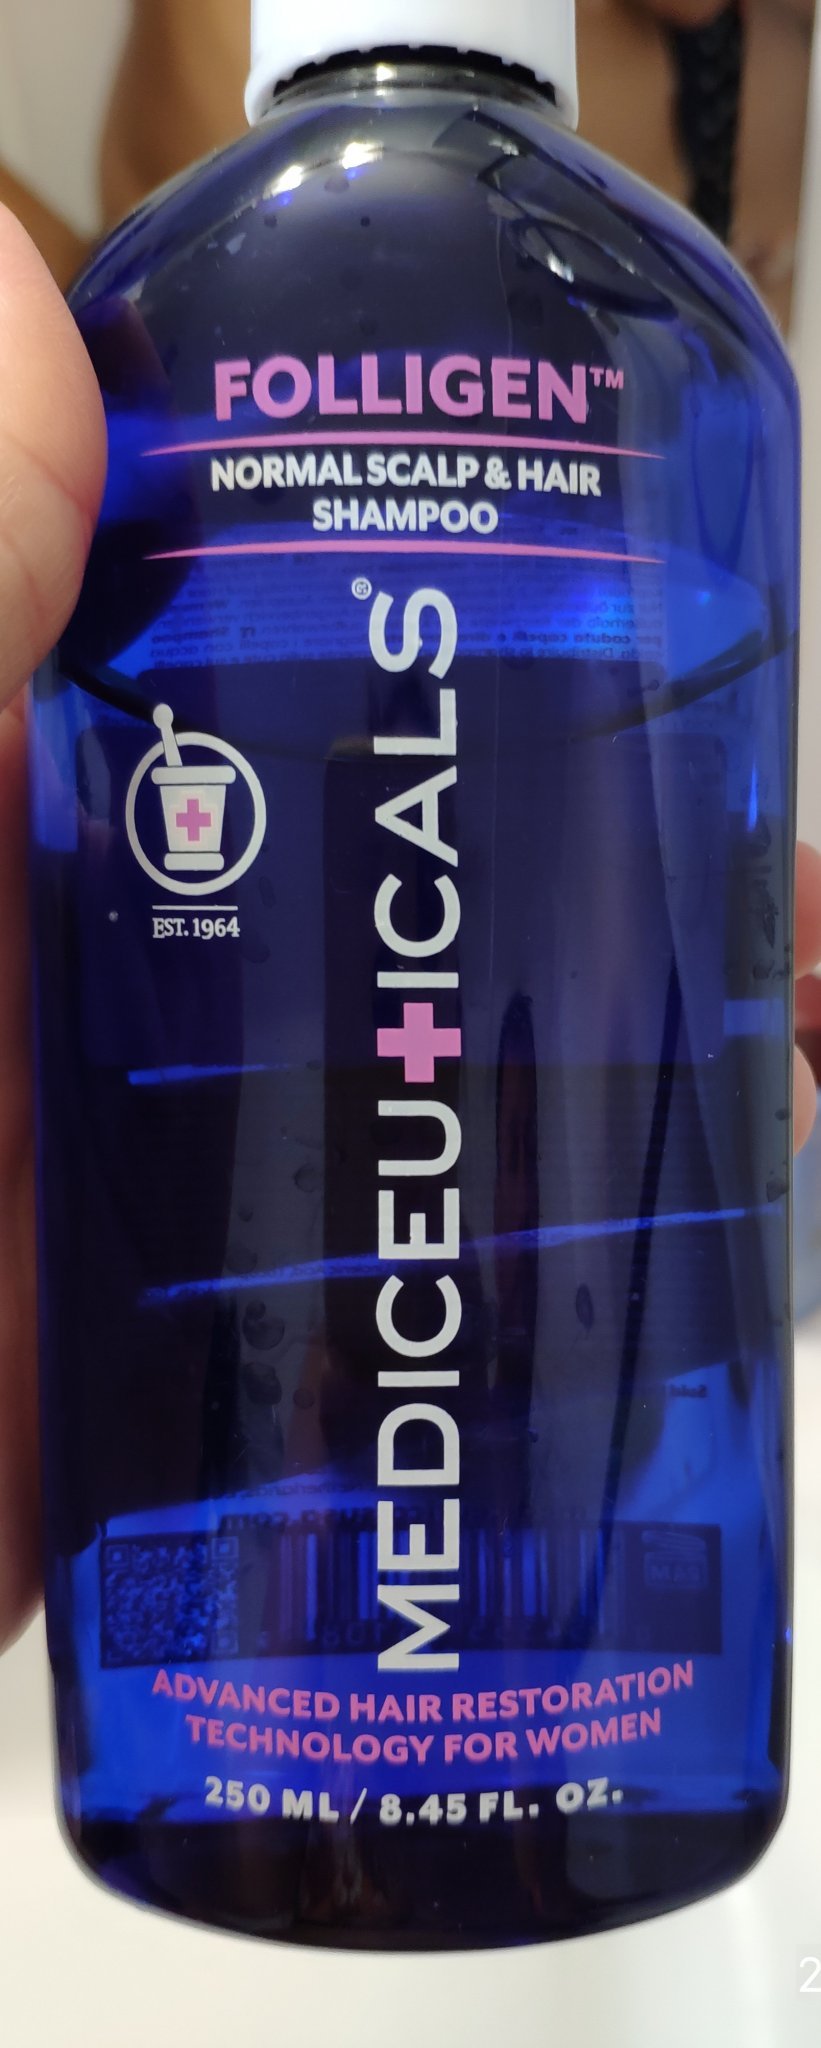 FOLLIGEN™
NORMAL SCALP & HAIR
SHAMPOO
MEDICEUTICALS®
EST. 1964
ADVANCED HAIR RESTORATION
TECHNOLOGY FOR WOMEN
250 ML / 8.45 FL. OZ.
2